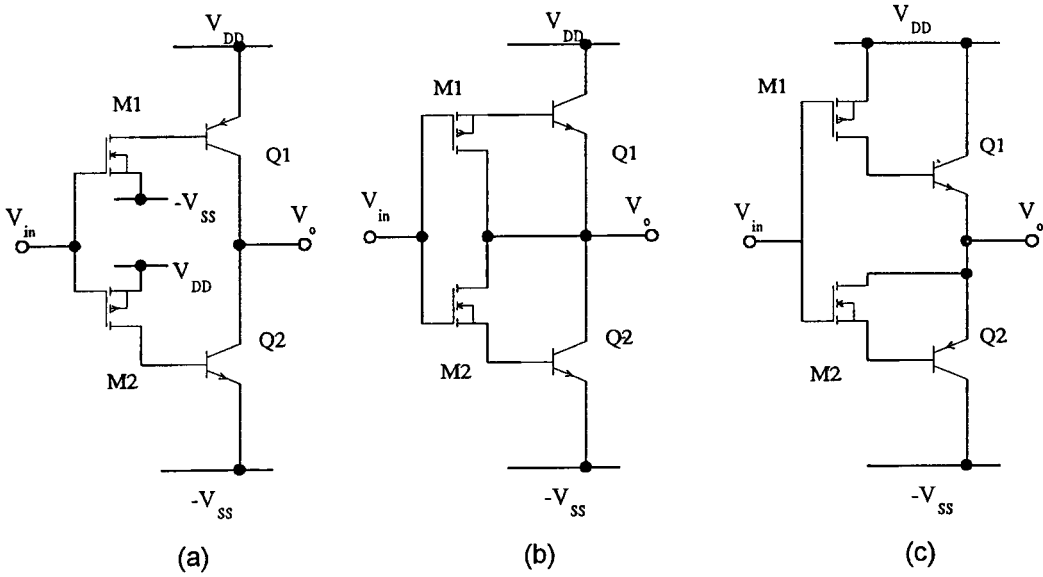 V_DD
M1
Q1
-V_SS
V_in
V_o
V_DD
Q2
M2
-V_SS
(a)
V_DD
M1
Q1
V_in
V_o
Q2
M2
-V_SS
(b)
V_DD
M1
Q1
V_in
V_o
Q2
M2
-V_SS
(c)